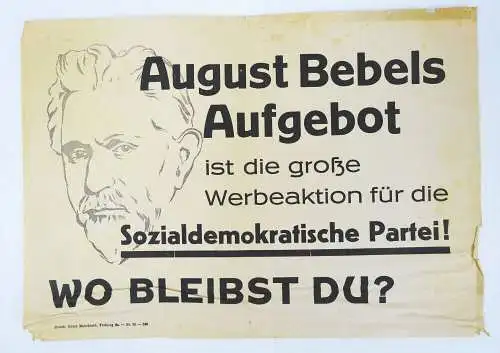 August Bebels
Aufgebot
ist die große
Werbeaktion für die
Sozialdemokratische Partei!
WO BLEIBST DU?